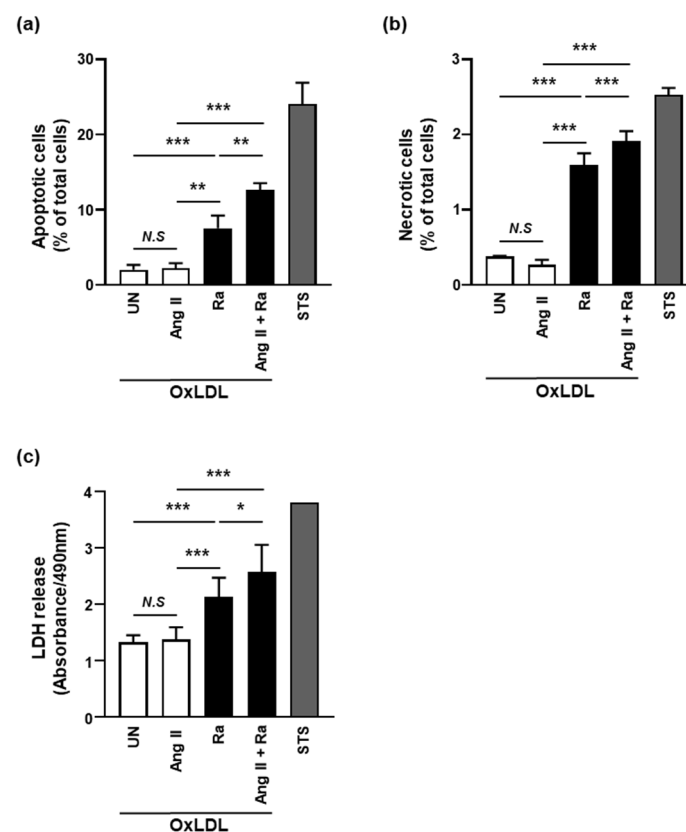 (a)
Apoptotic cells
(% of total cells)
30
20
10
0
***
***
**
**
N.S
UN
Ang II
Ra
Ang II + Ra
STS
OxLDL
(b)
Necrotic cells
(% of total cells)
3
2
1
0
***
***
***
***
N.S
UN
Ang II
Ra
Ang II + Ra
STS
OxLDL
(c)
LDH release
(Absorbance/490nm)
4
3
2
1
0
***
***
*
***
N.S
UN
Ang II
Ra
Ang II + Ra
STS
OxLDL